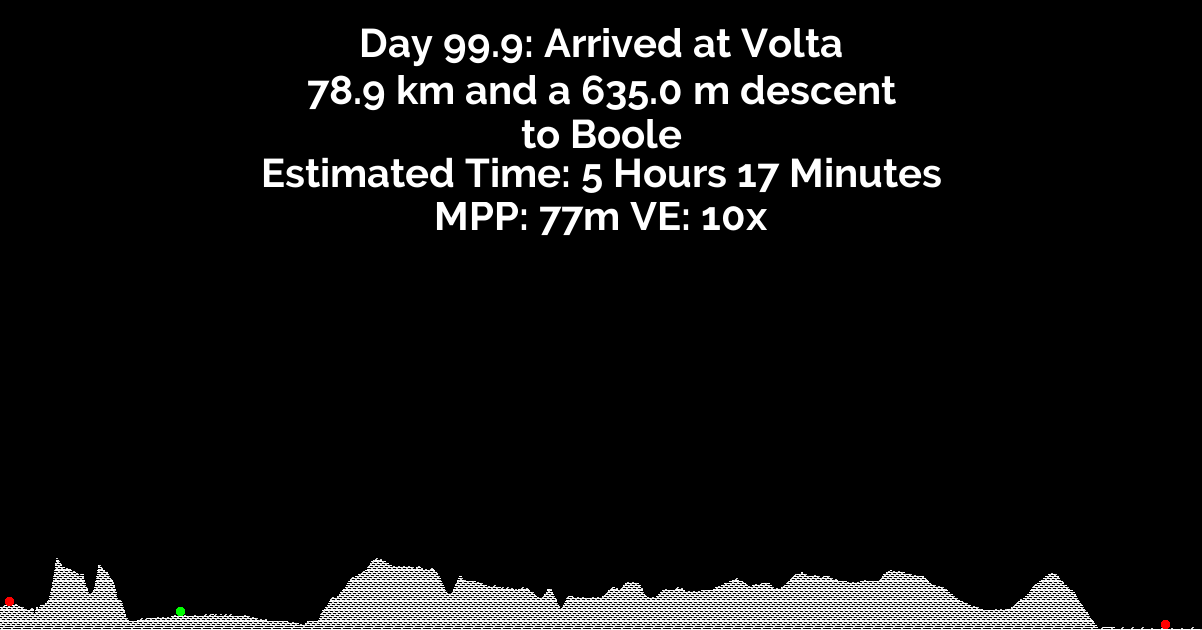 Day 99.9: Arrived at Volta
78.9 km and a 635.0 m descent
to Boole
Estimated Time: 5 Hours 17 Minutes
MPP: 77m VE: 10x